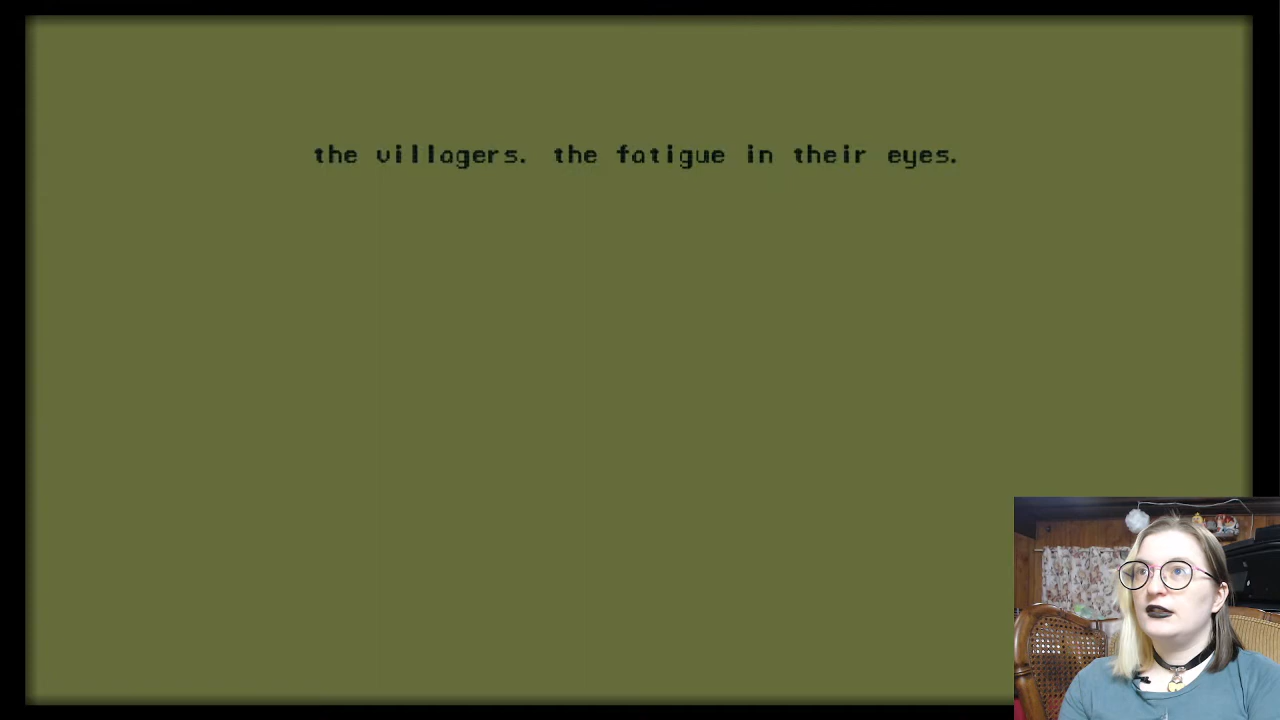 the villagers. the fatigue in their eyes.